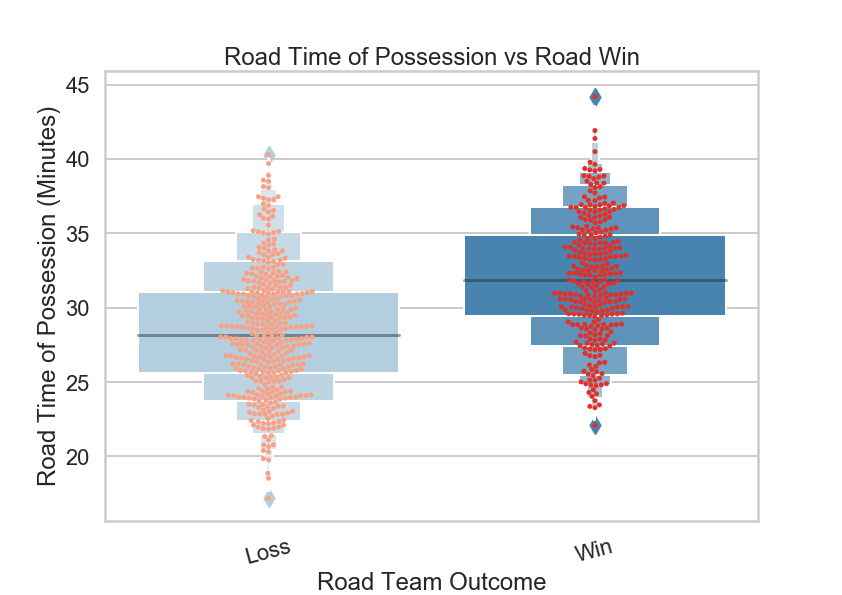 Road Time of Possession vs Road Win
45
40
35
30
25
20
Road Time of Possession (Minutes)
Loss
Win
Road Team Outcome